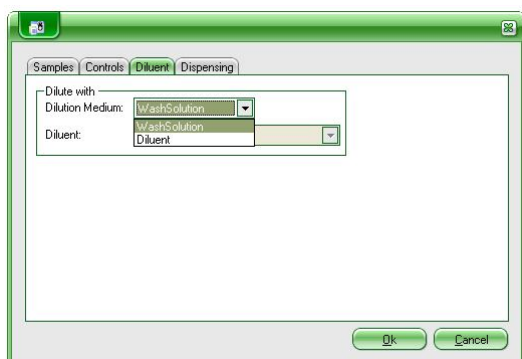 Samples Controls Diluent Dispensing
Dilute with
Dilution Medium: WashSolution
WashSolution
Diluent: Diluent
Ok Cancel